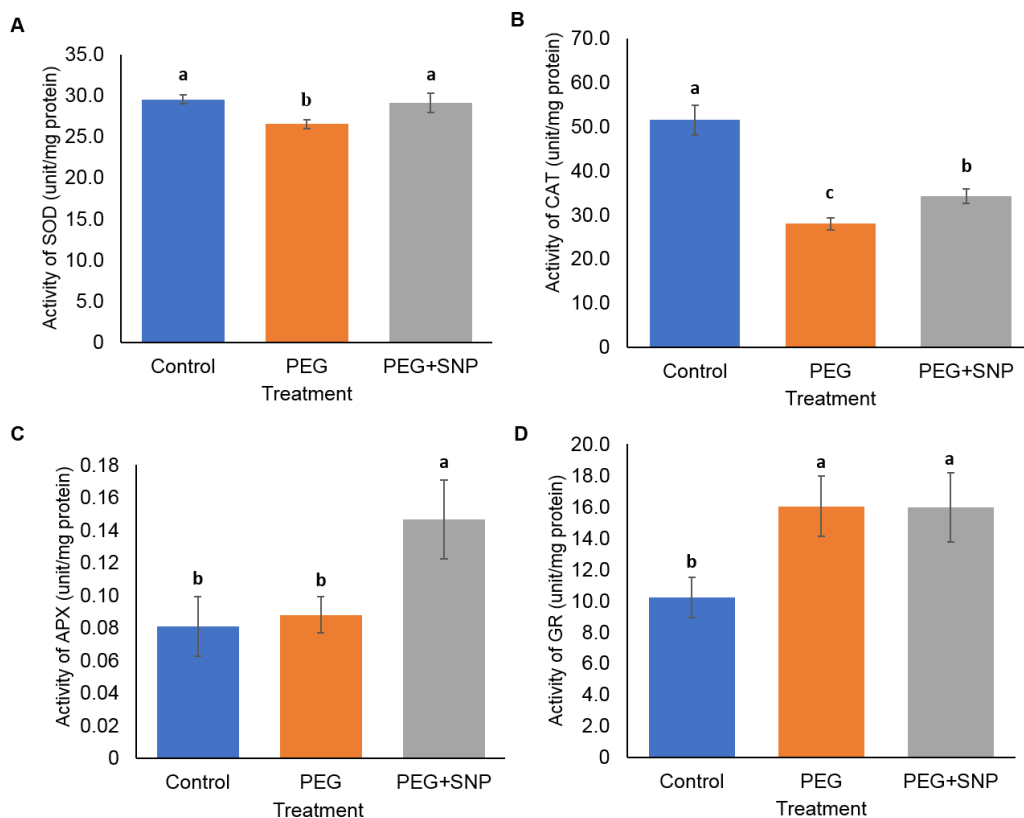 A
Activity of SOD (unit/mg protein)
35.0
30.0
25.0
20.0
15.0
10.0
5.0
0
a
b
a
Control PEG PEG+SNP
Treatment
B
Activity of CAT (unit/mg protein)
70.0
60.0
50.0
40.0
30.0
20.0
10.0
0
a
c
b
Control PEG PEG+SNP
Treatment
C
Activity of APX (unit/mg protein)
0.18
0.16
0.14
0.12
0.10
0.08
0.06
0.04
0.02
0
b
b
a
Control PEG PEG+SNP
Treatment
D
Activity of GR (unit/mg protein)
20.0
18.0
16.0
14.0
12.0
10.0
8.0
6.0
4.0
2.0
0
b
a
a
Control PEG PEG+SNP
Treatment